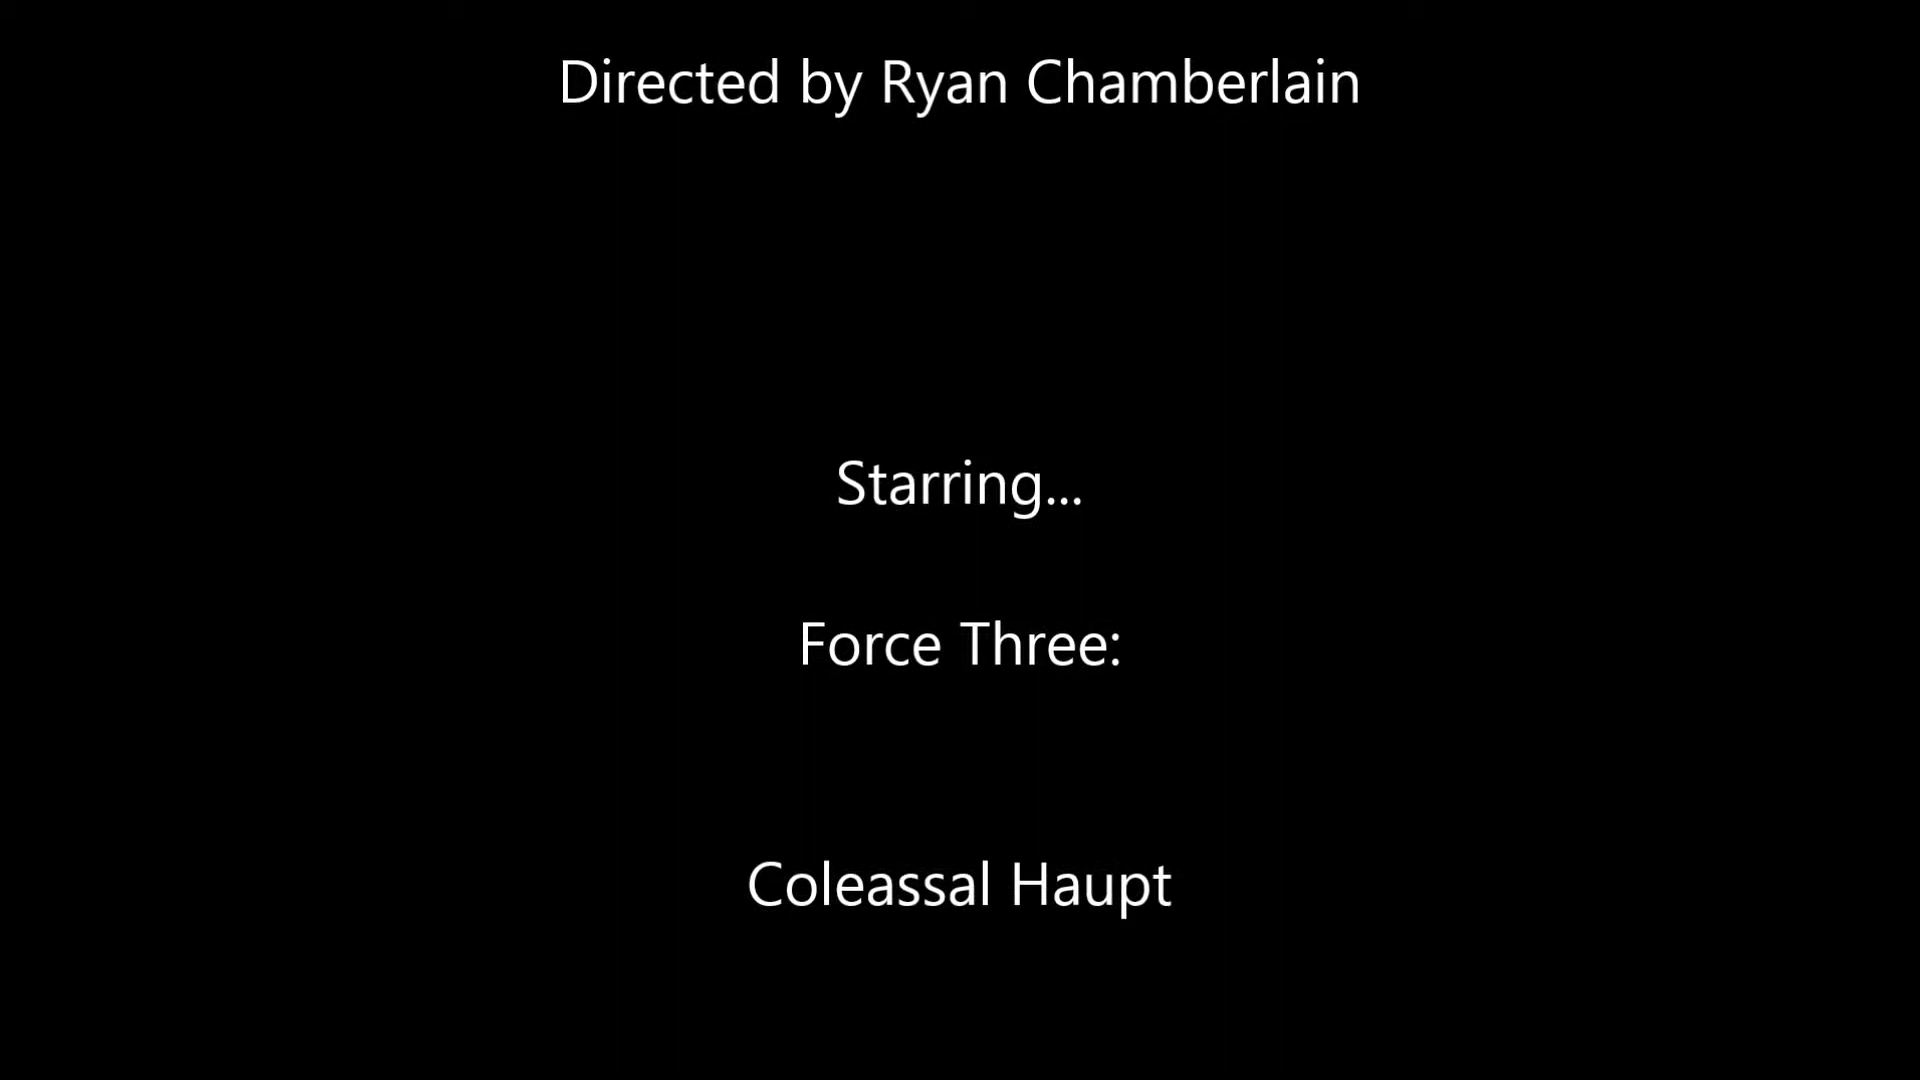 Directed by Ryan Chamberlain
Starring...
Force Three:
Coleassal Haupt